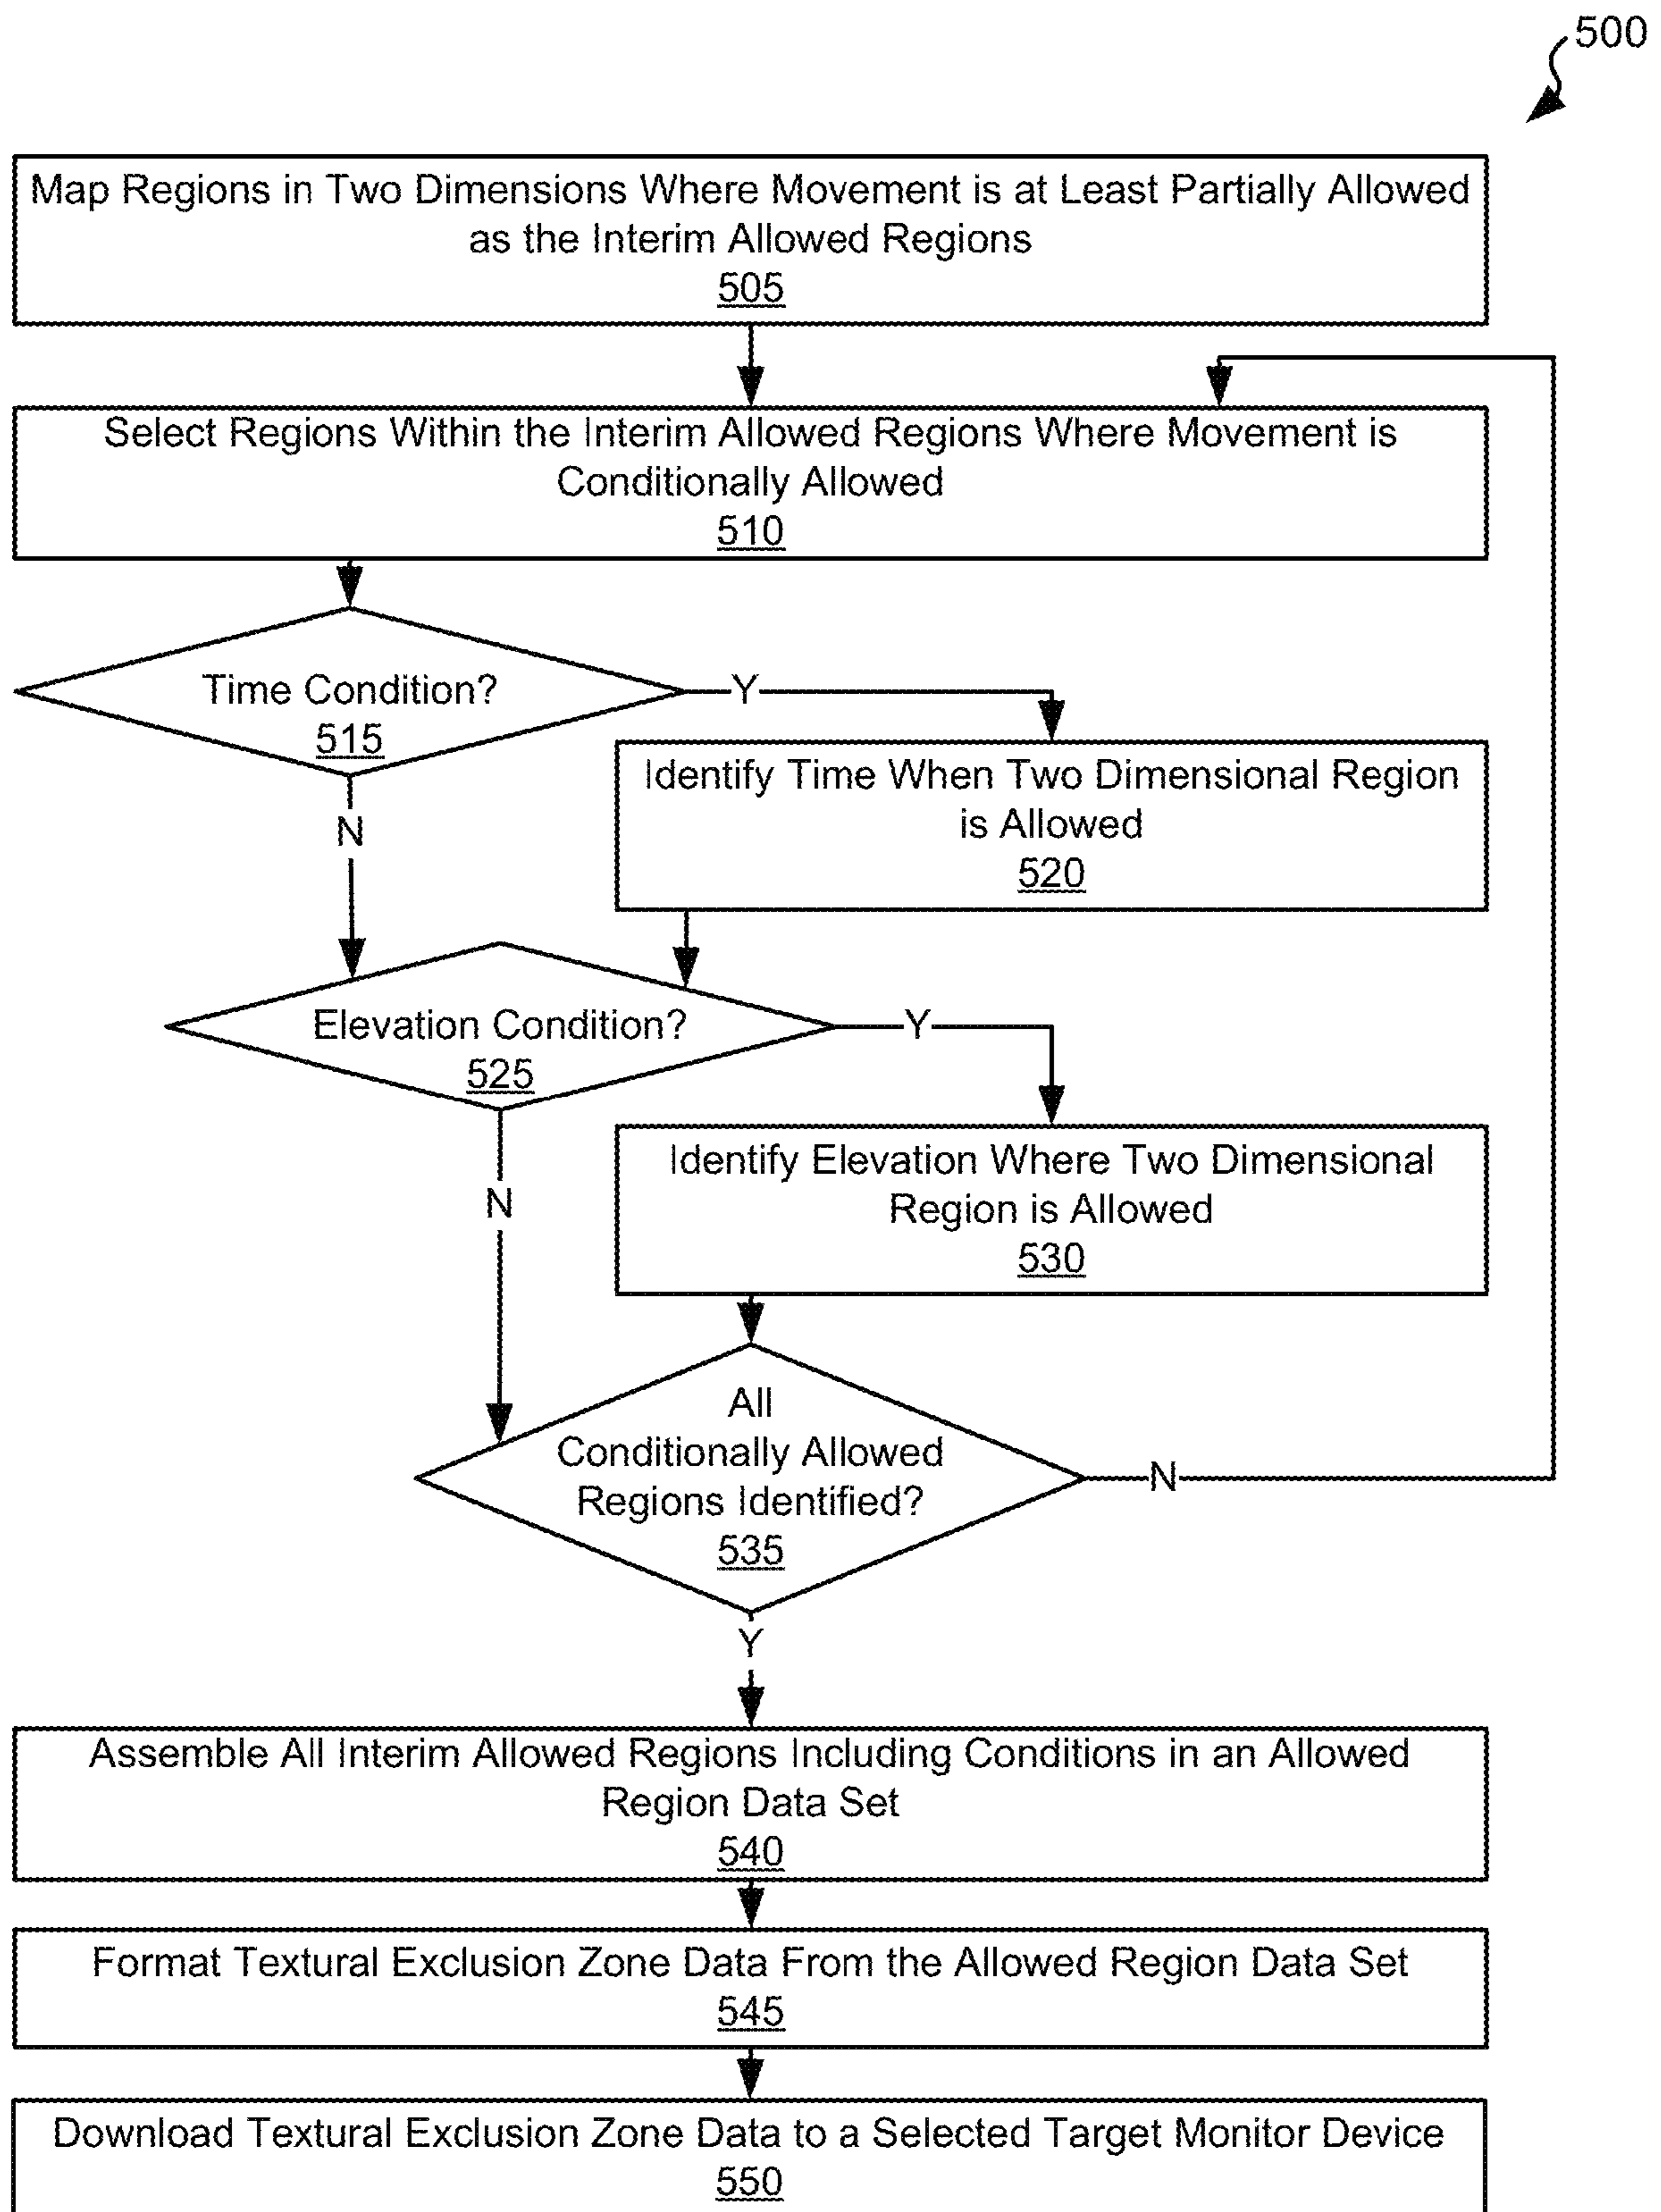 500
Map Regions in Two Dimensions Where Movement is at Least Partially Allowed
as the Interim Allowed Regions
505
Select Regions Within the Interim Allowed Regions Where Movement is
Conditionally Allowed
510
Time Condition?
515
Y
N
Identify Time When Two Dimensional Region
is Allowed
520
Elevation Condition?
525
Y
N
Identify Elevation Where Two Dimensional
Region is Allowed
530
All
Conditionally Allowed
Regions Identified?
535
N
Y
Assemble All Interim Allowed Regions Including Conditions in an Allowed
Region Data Set
540
Format Textural Exclusion Zone Data From the Allowed Region Data Set
545
Download Textural Exclusion Zone Data to a Selected Target Monitor Device
550